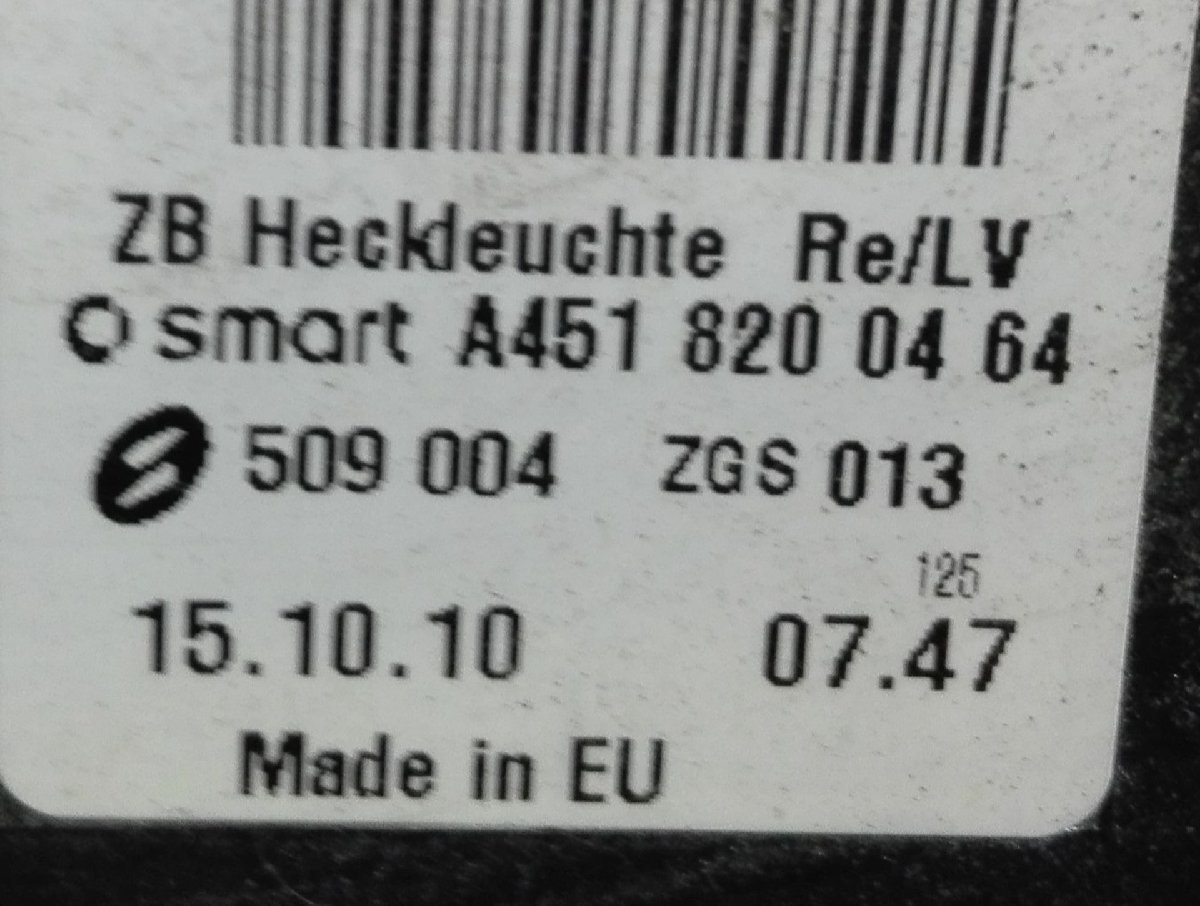 ZB Heckleuchte Re/LV
smart A451 820 04 64
509 004 ZGS 013
125
15.10.10 07.47
Made in EU